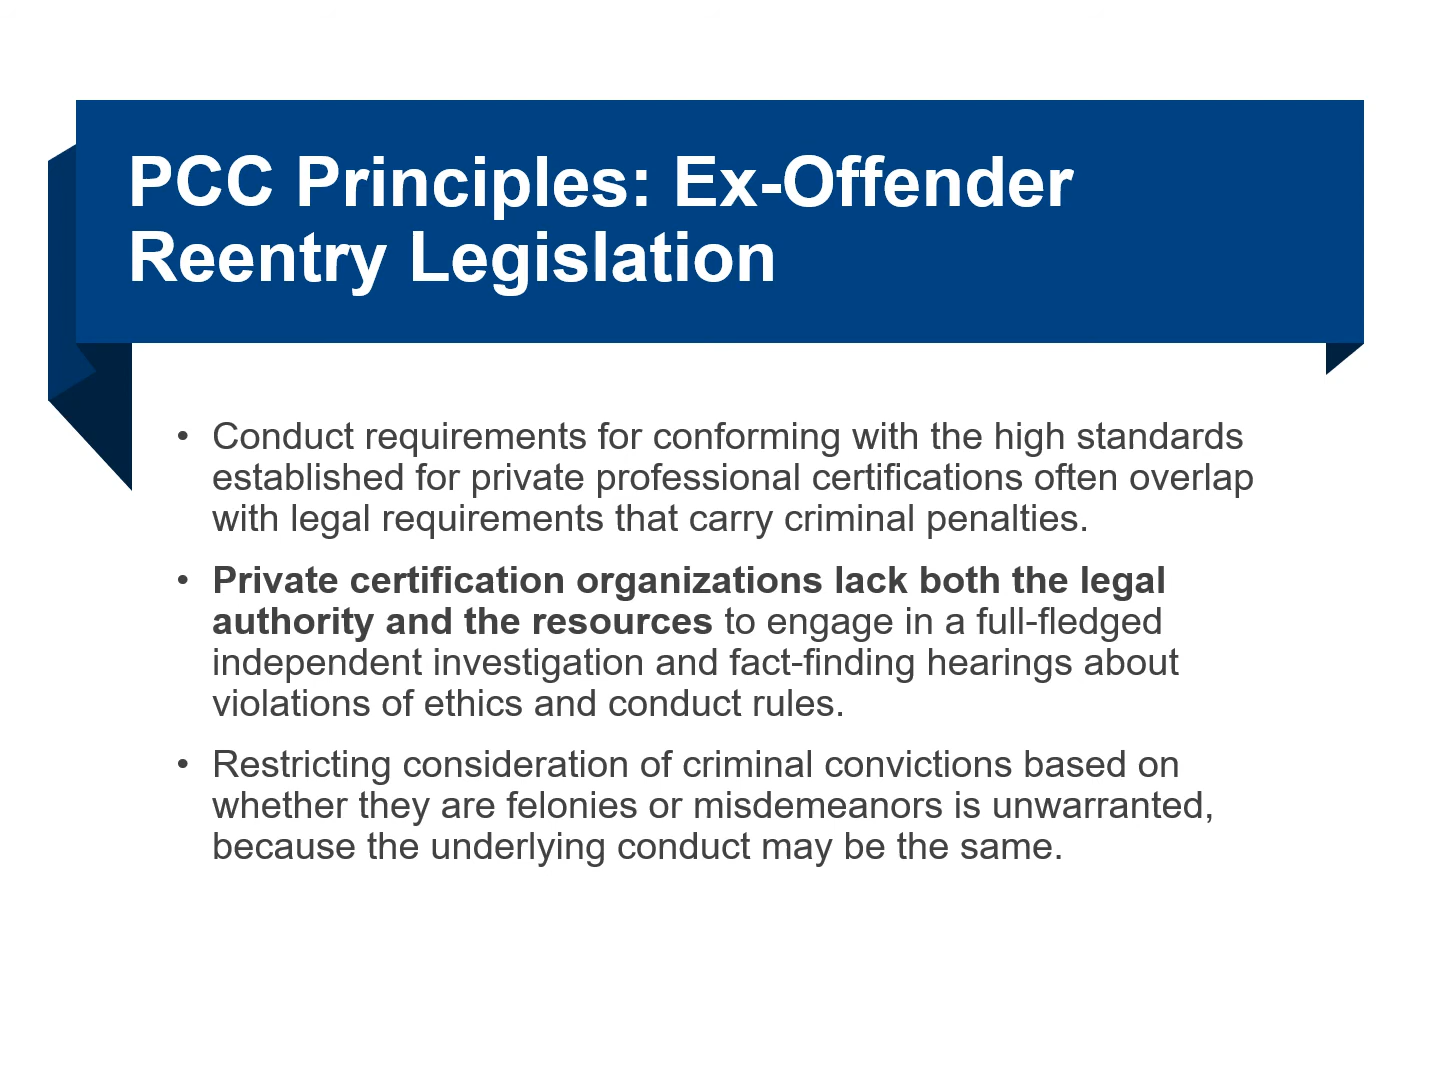 PCC Principles: Ex-Offender
Reentry Legislation
• Conduct requirements for conforming with the high standards
established for private professional certifications often overlap
with legal requirements that carry criminal penalties.
• Private certification organizations lack both the legal
authority and the resources to engage in a full-fledged
independent investigation and fact-finding hearings about
violations of ethics and conduct rules.
• Restricting consideration of criminal convictions based on
whether they are felonies or misdemeanors is unwarranted,
because the underlying conduct may be the same.